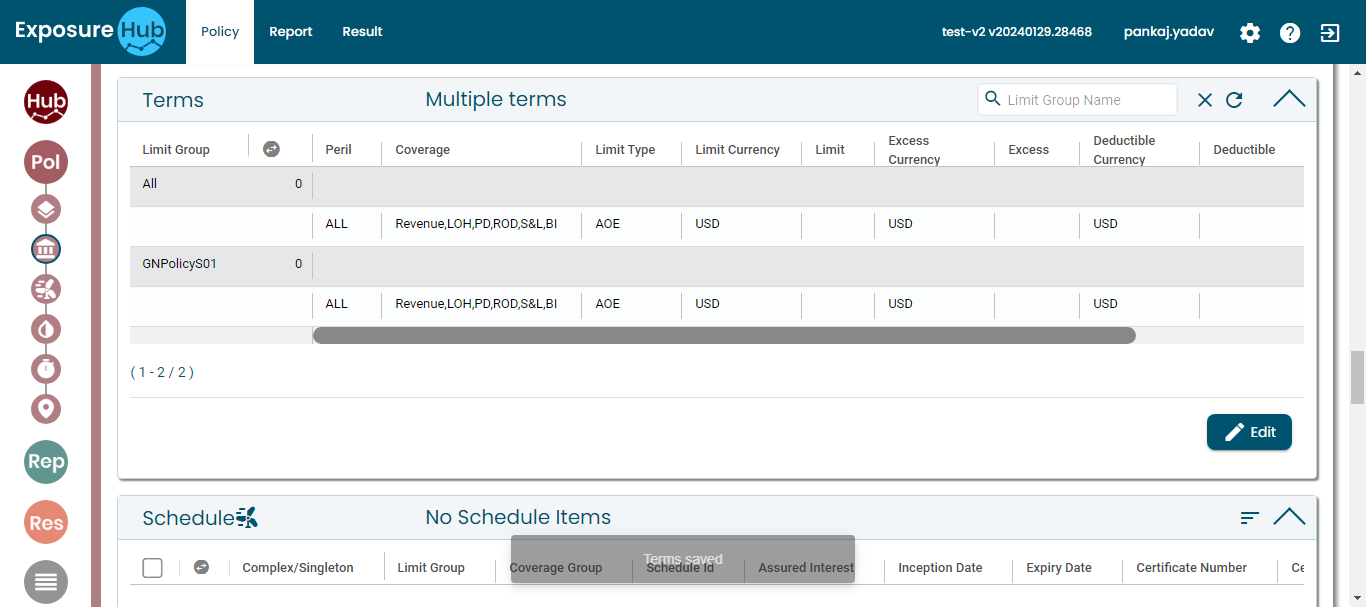 Exposure Hub
Policy
Report
Result
test-v2 v20240129.28468
pankaj.yadav
Hub
Pol
Rep
Res
Terms
Multiple terms
Limit Group Name
Limit Group
Peril
Coverage
Limit Type
Limit Currency
Limit
Excess
Currency
Excess
Deductible
Currency
Deductible
All 0
ALL Revenue,LOH,PD,ROD,S&L,BI AOE USD USD USD
GNPolicyS01 0
ALL Revenue,LOH,PD,ROD,S&L,BI AOE USD USD USD
( 1 - 2 / 2 )
Edit
Schedule
No Schedule Items
Terms saved
Complex/Singleton Limit Group Coverage Group Schedule Id Assured Interest Inception Date Expiry Date Certificate Number Ce